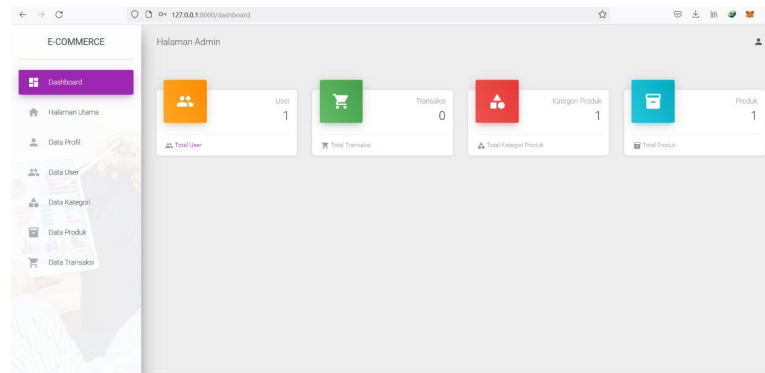 127.0.0.1:8000/dashboard
E-COMMERCE
Halaman Admin
Dashboard
Halaman Utama
Data Profil
Data User
Data Kategori
Data Produk
Data Transaksi
User
1
Total User
Transaksi
0
Total Transaksi
Kategori Produk
1
Total Kategori Produk
Produk
1
Total Produk